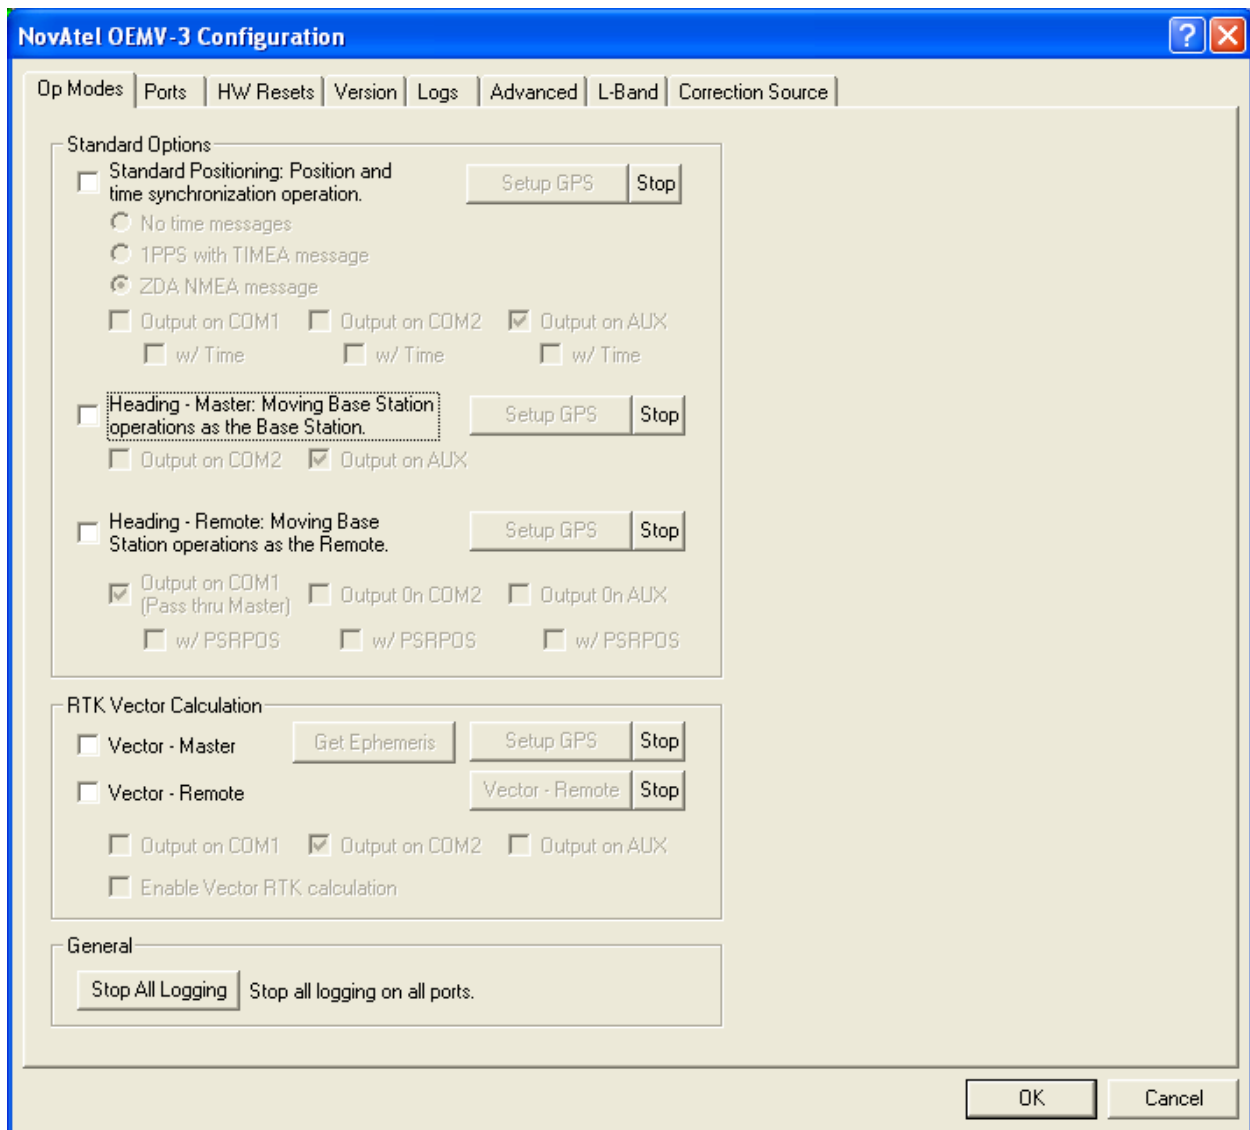 NovAtel OEMV-3 Configuration
Op Modes Ports HW Resets Version Logs Advanced L-Band Correction Source
Standard Options
Standard Positioning: Position and
time synchronization operation.
Setup GPS Stop
No time messages
1PPS with TIMEA message
ZDA NMEA message
Output on COM1 Output on COM2 Output on AUX
w/ Time w/ Time w/ Time
Heading - Master: Moving Base Station
operations as the Base Station.
Setup GPS Stop
Output on COM2 Output on AUX
Heading - Remote: Moving Base
Station operations as the Remote.
Setup GPS Stop
Output on COM1
(Pass thru Master)
Output On COM2 Output On AUX
w/ PSRPOS w/ PSRPOS w/ PSRPOS
RTK Vector Calculation
Vector - Master Get Ephemeris Setup GPS Stop
Vector - Remote Vector - Remote Stop
Output on COM1 Output on COM2 Output on AUX
Enable Vector RTK calculation
General
Stop All Logging Stop all logging on all ports.
OK Cancel